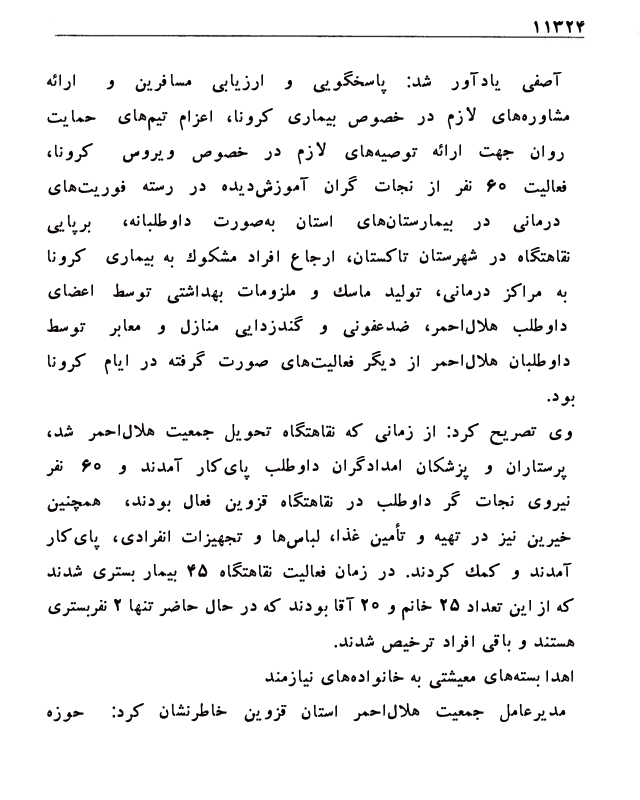 ۱۱۳۲۴
آصفی یادآور شد: پاسخگویی و ارزیابی مسافرین و ارائه
مشاوره‌های لازم در خصوص بیماری کرونا، اعزام تیم‌های حمایت
روان جهت ارائه توصیه‌های لازم در خصوص ویروس کرونا،
فعالیت ۶۰ نفر از نجات گران آموزش‌دیده در رسته فوریت‌های
درمانی در بیمارستان‌های استان به‌صورت داوطلبانه، برپایی
نقاهتگاه در شهرستان تاکستان، ارجاع افراد مشکوك به بیماری کرونا
به مراکز درمانی، تولید ماسك و ملزومات بهداشتی توسط اعضای
داوطلب هلال‌احمر، ضدعفونی و گندزدایی منازل و معابر توسط
داوطلبان هلال‌احمر از دیگر فعالیت‌های صورت گرفته در ایام کرونا
بود.
وی تصریح کرد: از زمانی که نقاهتگاه تحویل جمعیت هلال‌احمر شد،
پرستاران و پزشکان امدادگران داوطلب پای‌کار آمدند و ۶۰ نفر
نیروی نجات گر داوطلب در نقاهتگاه قزوین فعال بودند، همچنین
خیرین نیز در تهیه و تأمین غذا، لباس‌ها و تجهیزات انفرادی، پای‌کار
آمدند و کمك کردند. در زمان فعالیت نقاهتگاه ۴۵ بیمار بستری شدند
که از این تعداد ۲۵ خانم و ۲۰ آقا بودند که در حال حاضر تنها ۲ نفربستری
هستند و باقی افراد ترخیص شدند.
اهدا بسته‌های معیشتی به خانواده‌های نیازمند
مدیرعامل جمعیت هلال‌احمر استان قزوین خاطرنشان کرد: حوزه